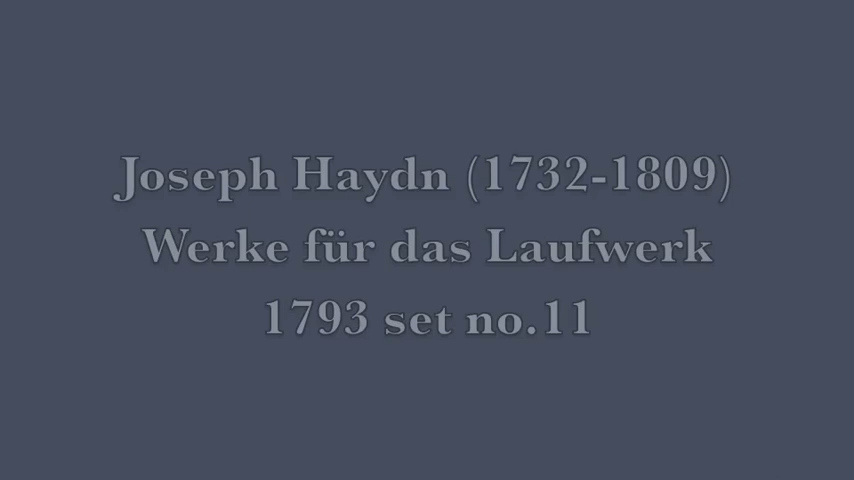 Joseph Haydn (1732-1809)
Werke für das Laufwerk
1793 set no.11